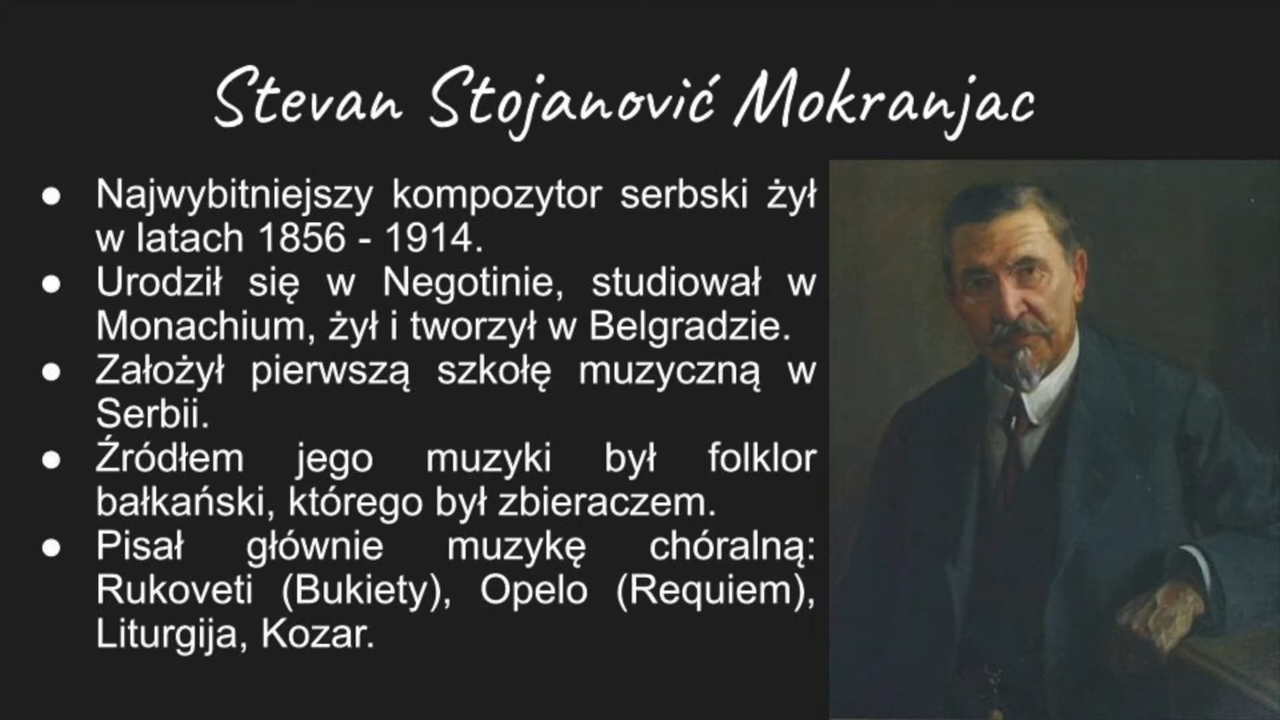 Stevan Stojanović Mokranjac
● Najwybitniejszy kompozytor serbski żył
w latach 1856 - 1914.
● Urodził się w Negotinie, studiował w
Monachium, żył i tworzył w Belgradzie.
● Założył pierwszą szkołę muzyczną w
Serbii.
● Źródłem jego muzyki był folklor
bałkański, którego był zbieraczem.
● Pisał głównie muzykę chóralną:
Rukoveti (Bukiety), Opelo (Requiem),
Liturgija, Kozar.